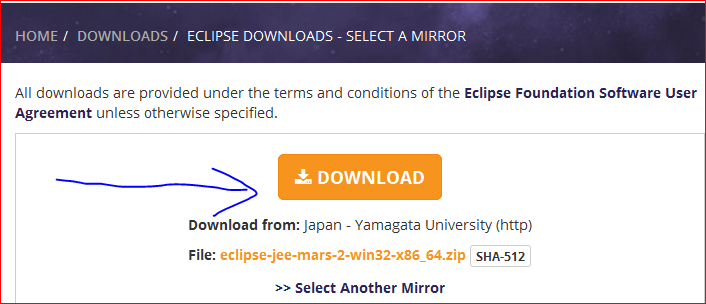 HOME / DOWNLOADS / ECLIPSE DOWNLOADS - SELECT A MIRROR
All downloads are provided under the terms and conditions of the Eclipse Foundation Software User
Agreement unless otherwise specified.
DOWNLOAD
Download from: Japan - Yamagata University (http)
File: eclipse-jee-mars-2-win32-x86_64.zip SHA-512
>> Select Another Mirror